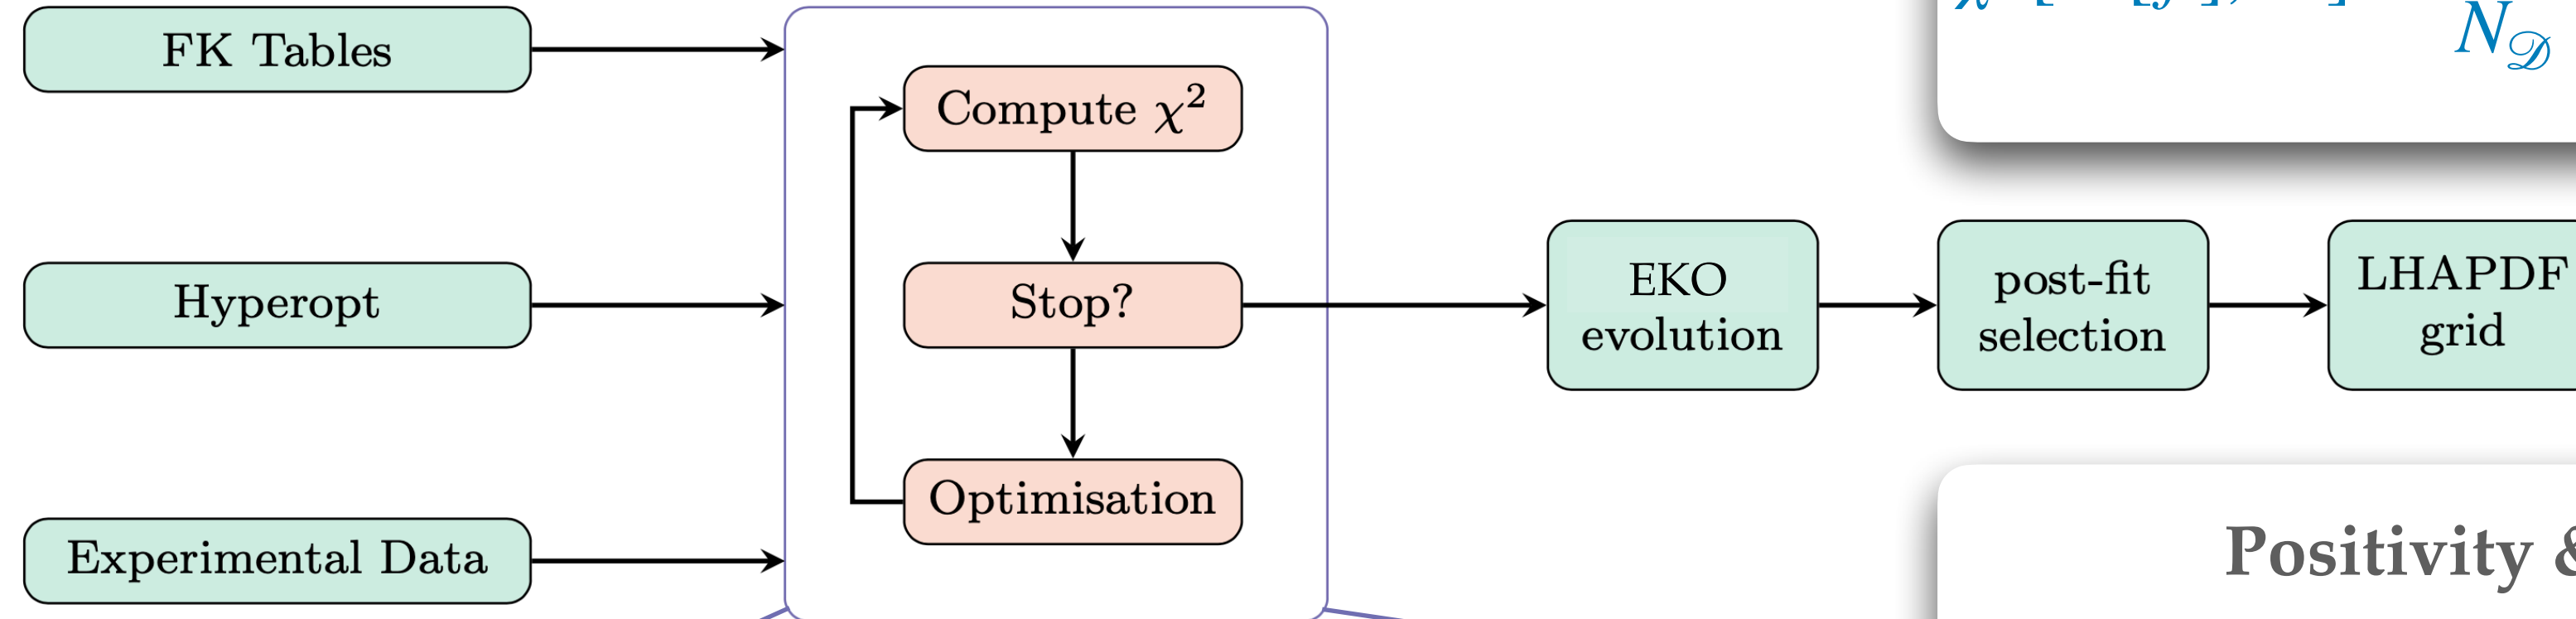 FK Tables
Hyperopt
Experimental Data
Compute χ²
Stop?
Optimisation
EKO
evolution
post-fit
selection
LHAPDF
grid
N𝒟
Positivity &